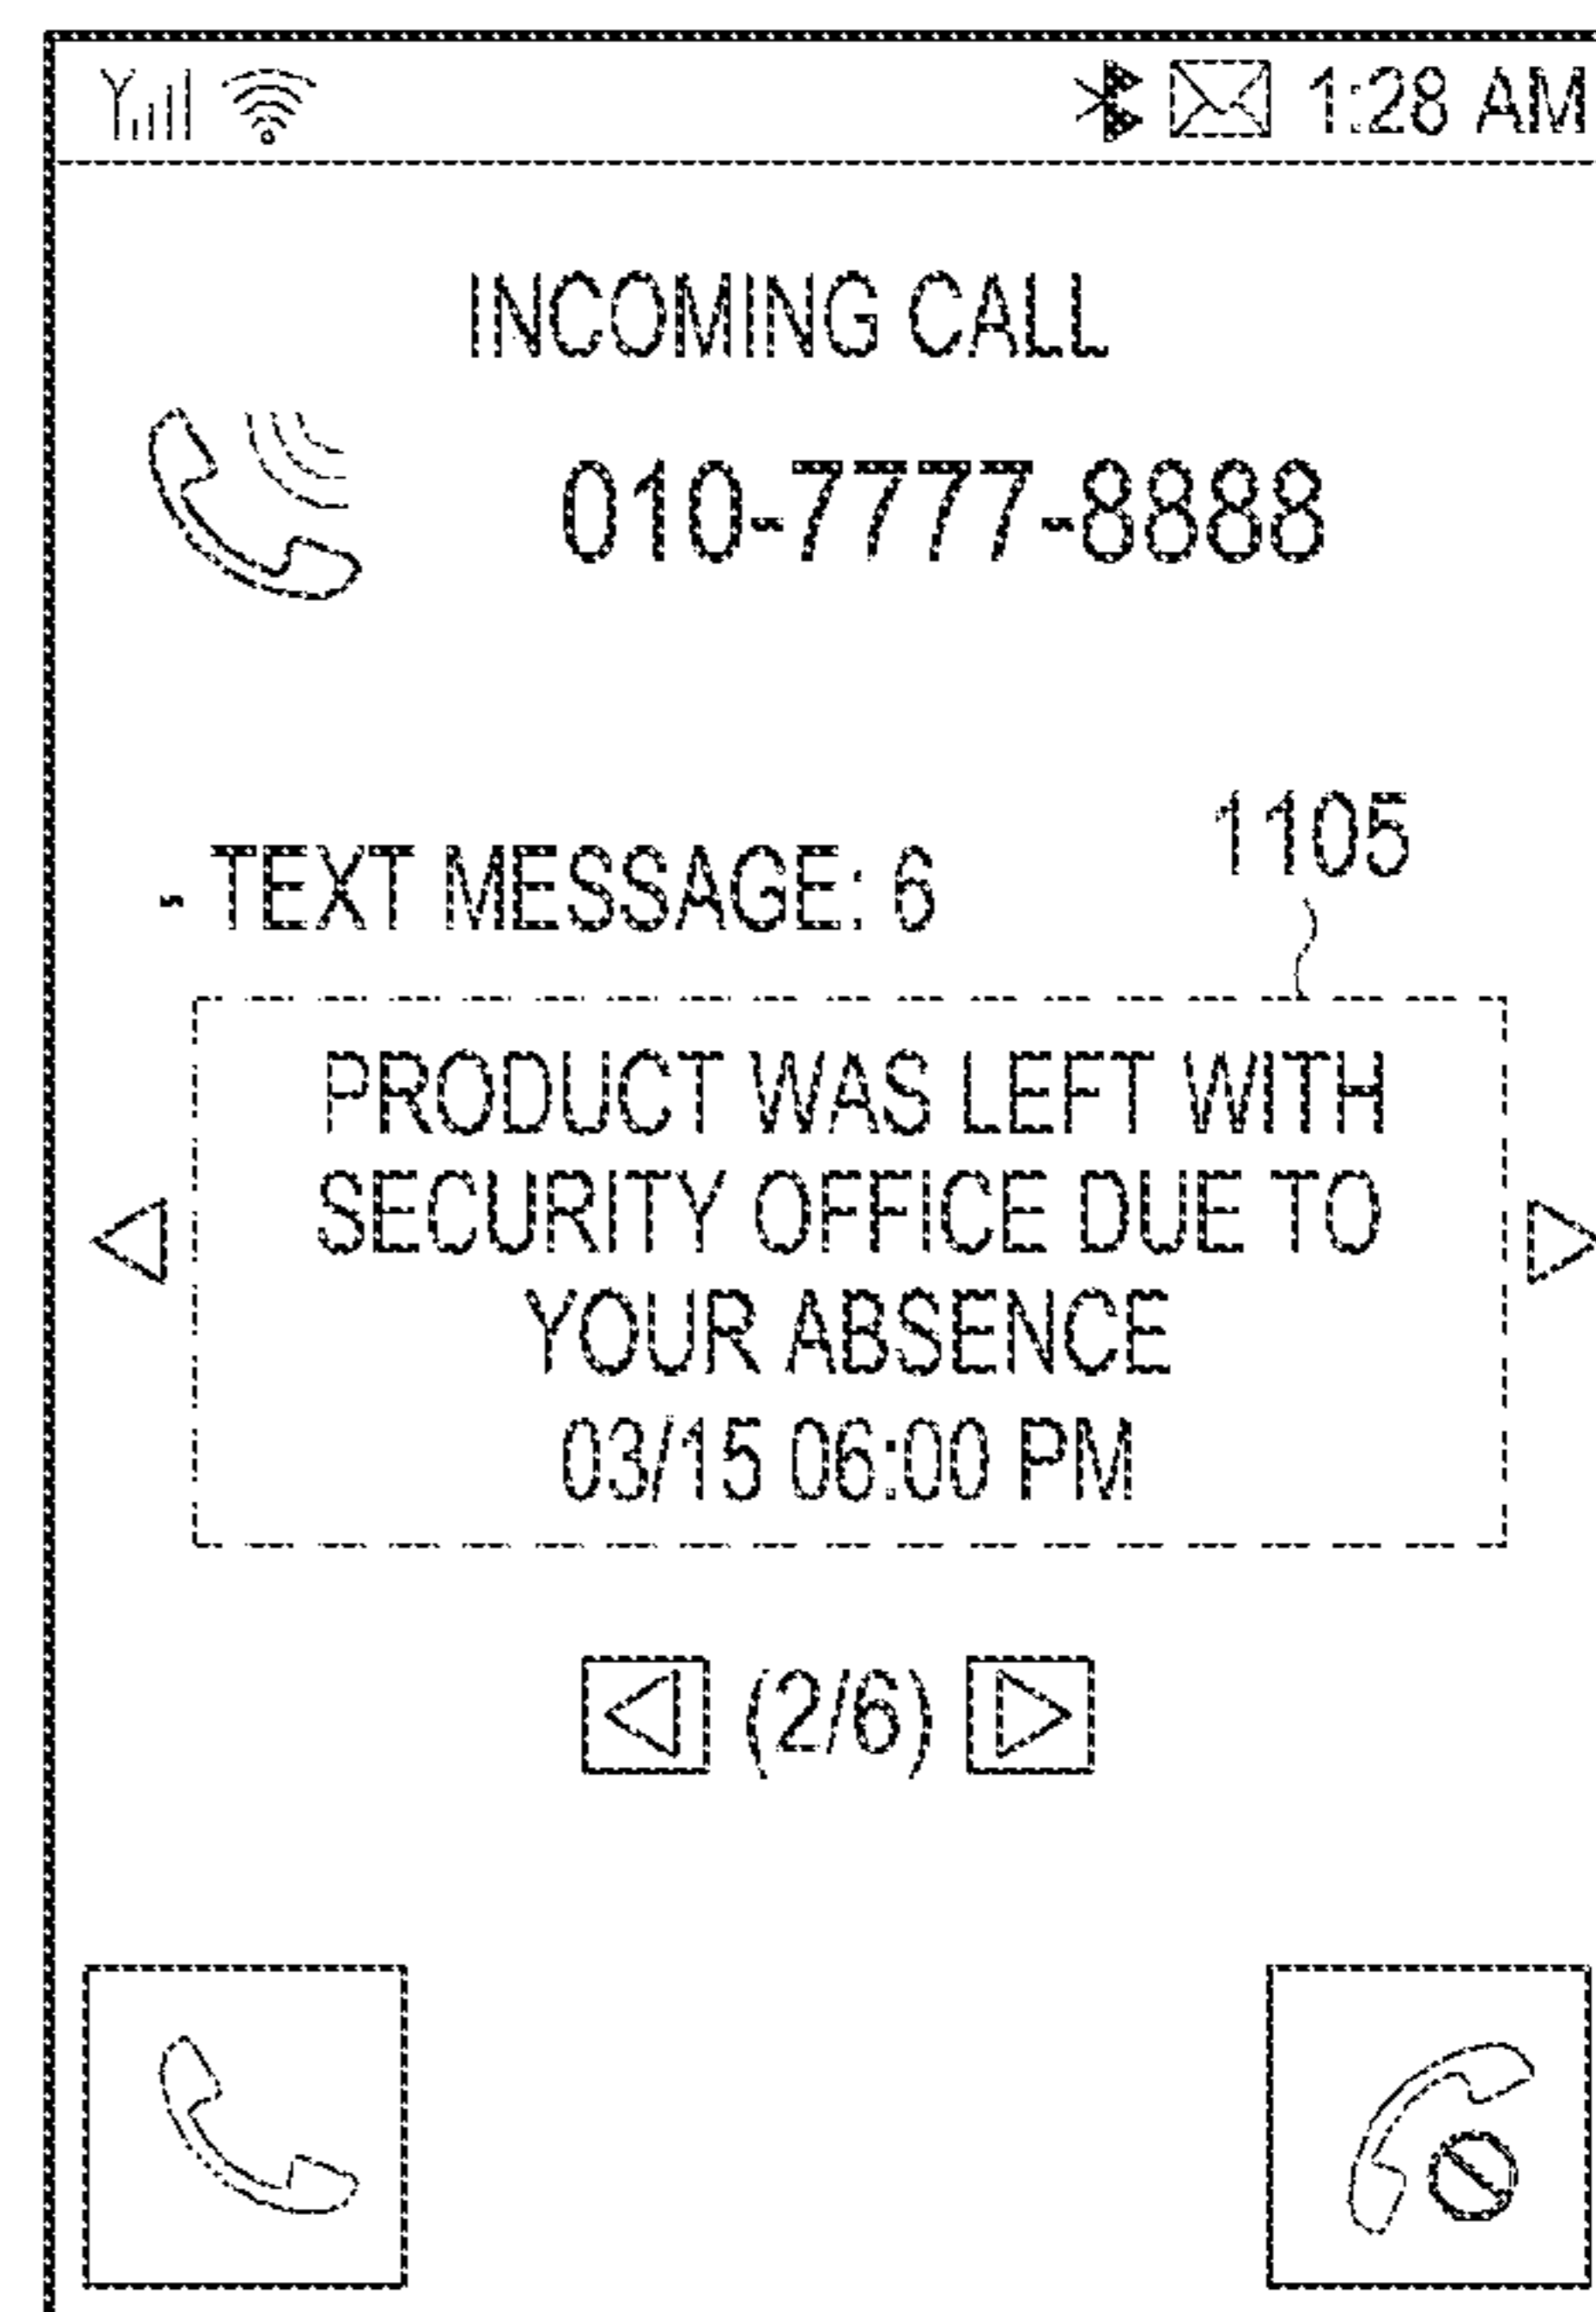 1:28 AM
INCOMING CALL
010-7777-8888
1105
- TEXT MESSAGE: 6
PRODUCT WAS LEFT WITH
SECURITY OFFICE DUE TO
YOUR ABSENCE
03/15 06:00 PM
(2/6)